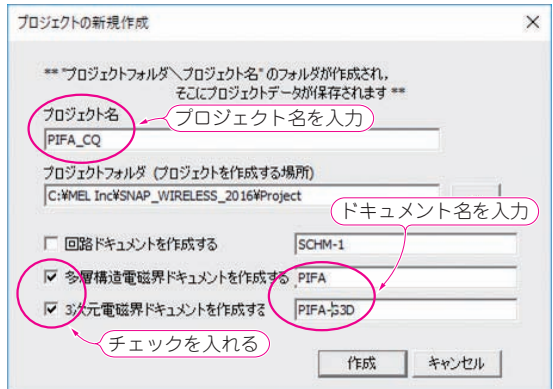 プロジェクトの新規作成
** "プロジェクトフォルダ＼プロジェクト名" のフォルダが作成され,
そこにプロジェクトデータが保存されます **
プロジェクト名
プロジェクト名を入力
PIFA_CQ
プロジェクトフォルダ (プロジェクトを作成する場所)
C:¥MEL Inc¥SNAP_WIRELESS_2016¥Project
ドキュメント名を入力
回路ドキュメントを作成する SCHM-1
多層構造電磁界ドキュメントを作成する PIFA
3次元電磁界ドキュメントを作成する PIFA-S3D
チェックを入れる
作成 キャンセル